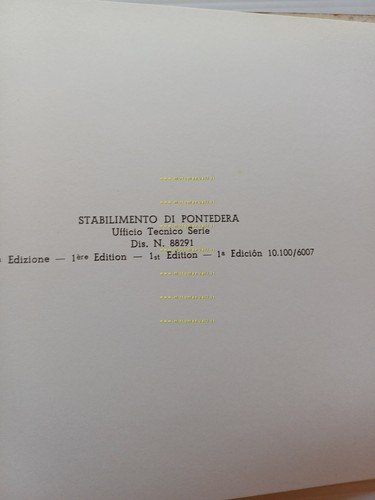 STABILIMENTO DI PONTEDERA
Ufficio Tecnico Serie
Dis. N. 88291
Edizione — 1ère Edition — 1st Edition — 1ª Edición 10.100/6007